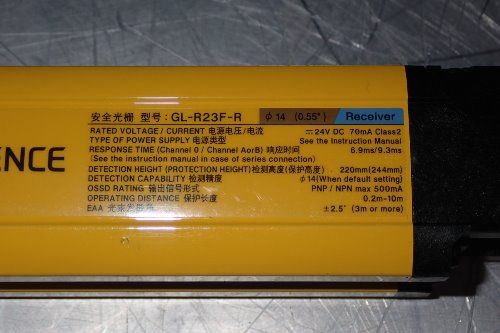 安全光栅 型号: GL-R23F-R ϕ14 (0.55") Receiver
RATED VOLTAGE / CURRENT 电源电压/电流 ⎓24V DC 70mA Class2
TYPE OF POWER SUPPLY 电源类型 See the Instruction Manual
RESPONSE TIME (Channel 0 / Channel AorB) 响应时间 6.9ms/9.3ms
(See the instruction manual in case of series connection)
ENCE
DETECTION HEIGHT (PROTECTION HEIGHT)检测高度(保护高度) 220mm(244mm)
DETECTION CAPABILITY 检测精度 ϕ14(When default setting)
OSSD RATING 输出信号形式 PNP / NPN max 500mA
OPERATING DISTANCE 保护长度 0.2m-10m
EAA ±2.5° (3m or more)